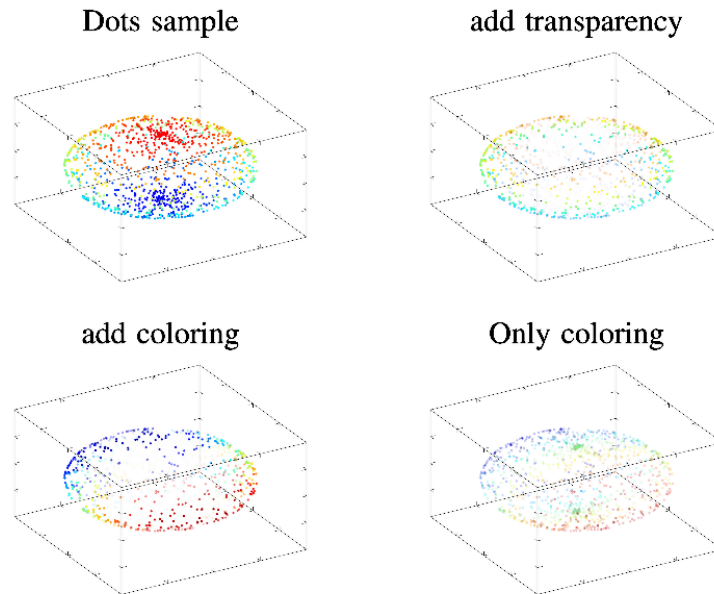 Dots sample
add transparency
add coloring
Only coloring